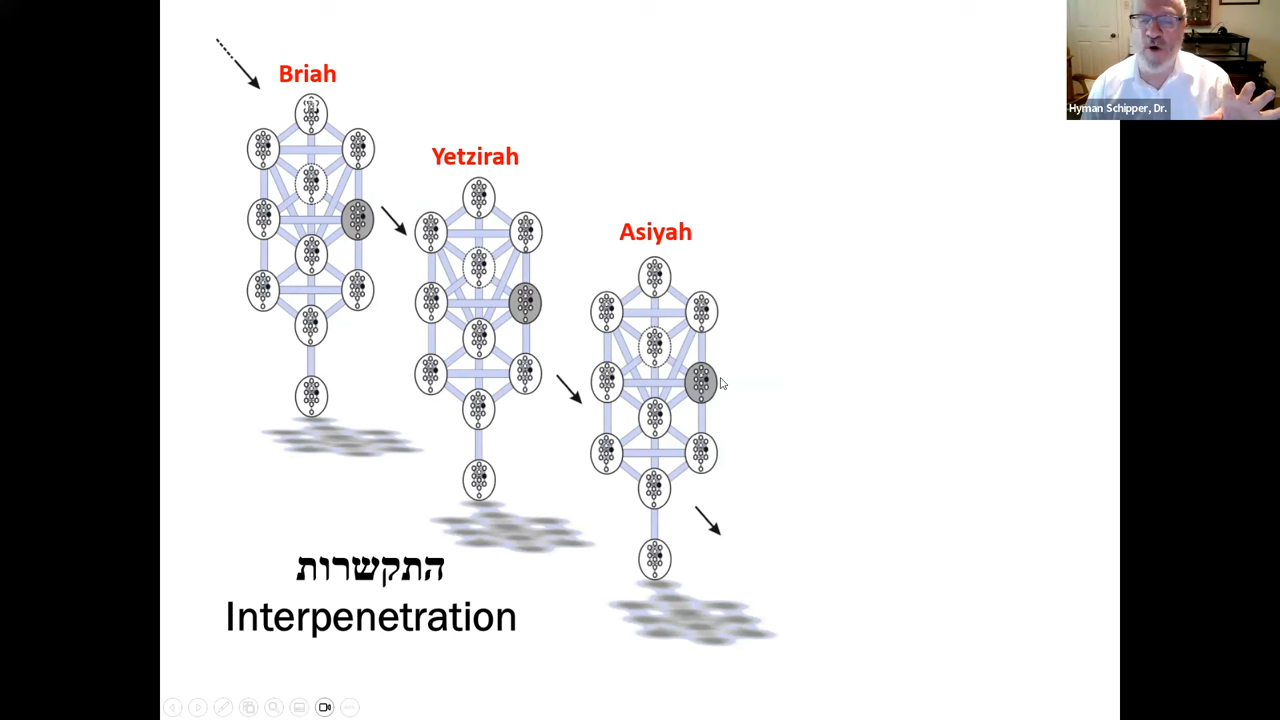 Briah
Yetzirah
Asiyah
התקשרות
Interpenetration
Hyman Schipper, Dr.